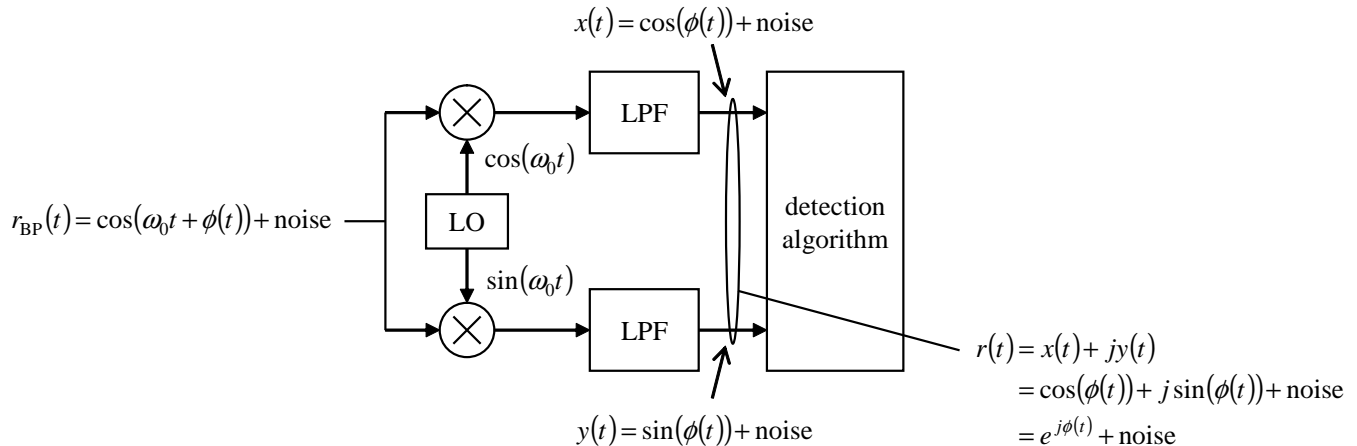 x(t) = cos(ϕ(t)) + noise
LPF
cos(ω₀t)
r_BP(t) = cos(ω₀t + ϕ(t)) + noise
LO
detection
algorithm
sin(ω₀t)
LPF
y(t) = sin(ϕ(t)) + noise
r(t) = x(t) + jy(t)
= cos(ϕ(t)) + j sin(ϕ(t)) + noise
= e^{jϕ(t)} + noise